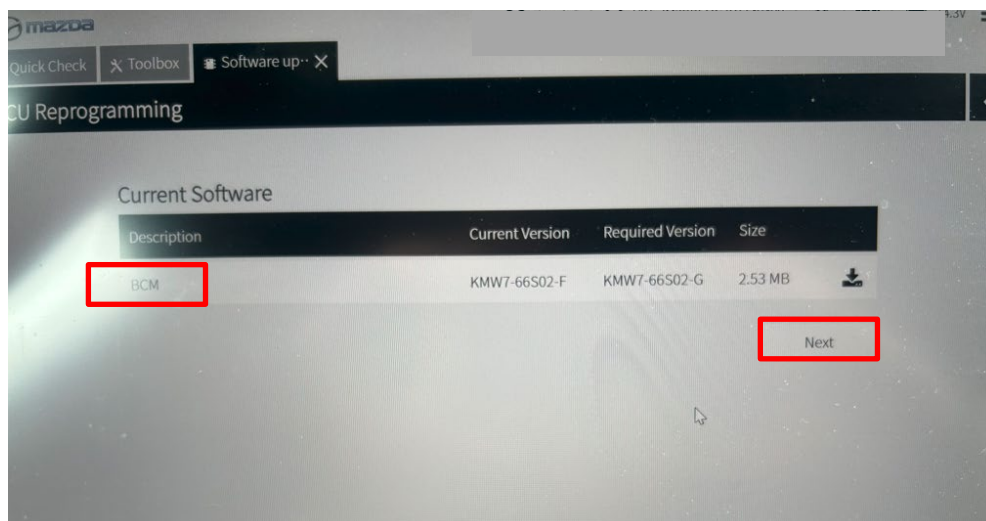 mazda
Quick Check Toolbox Software up·· X
CU Reprogramming
Current Software
Description Current Version Required Version Size
BCM KMW7-66S02-F KMW7-66S02-G 2.53 MB
Next